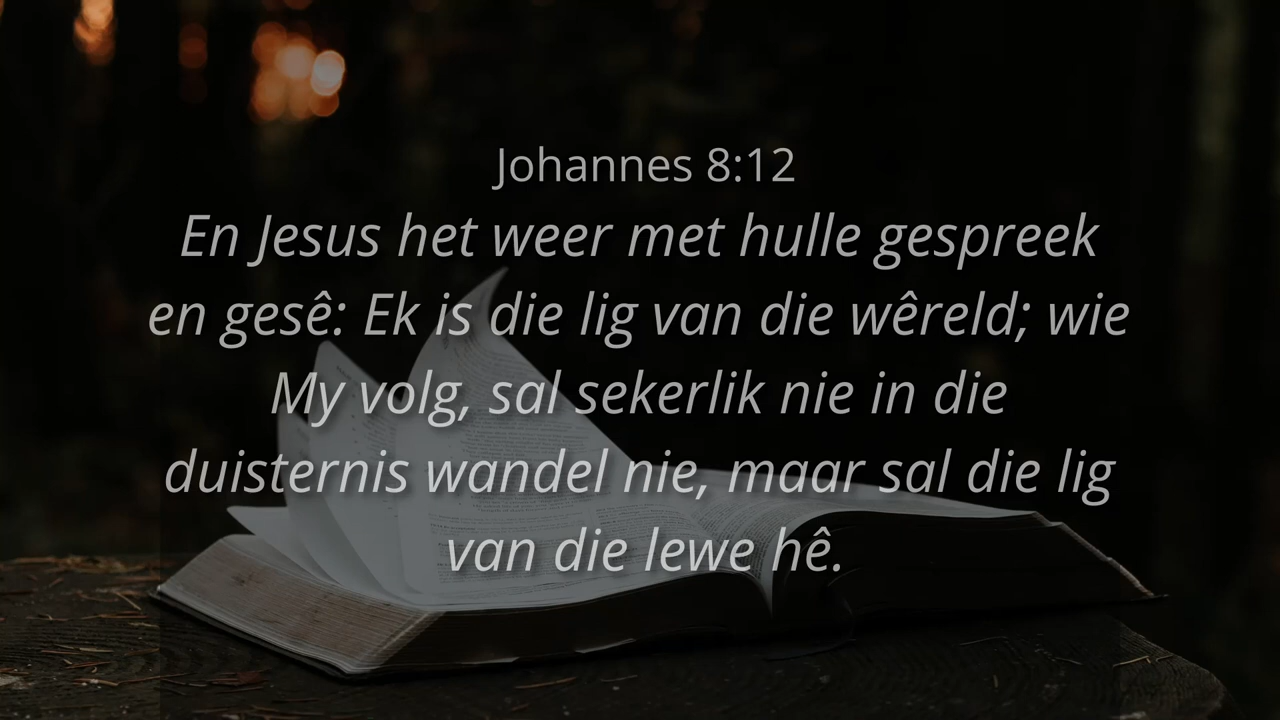 Johannes 8:12
En Jesus het weer met hulle gespreek
en gesê: Ek is die lig van die wêreld; wie
My volg, sal sekerlik nie in die
duisternis wandel nie, maar sal die lig
van die lewe hê.